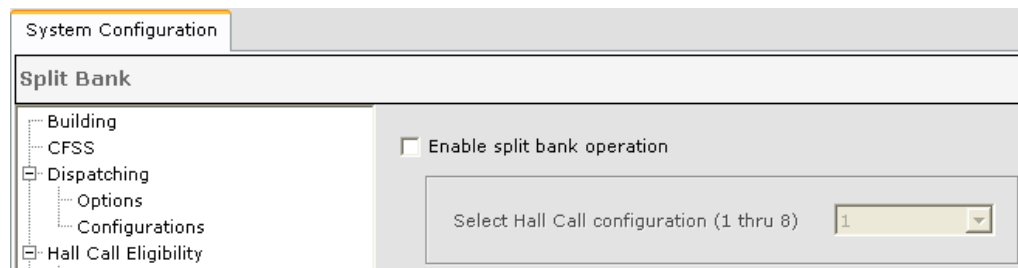 System Configuration
Split Bank
Building
CFSS
Dispatching
Options
Configurations
Hall Call Eligibility
Enable split bank operation
Select Hall Call configuration (1 thru 8) 1